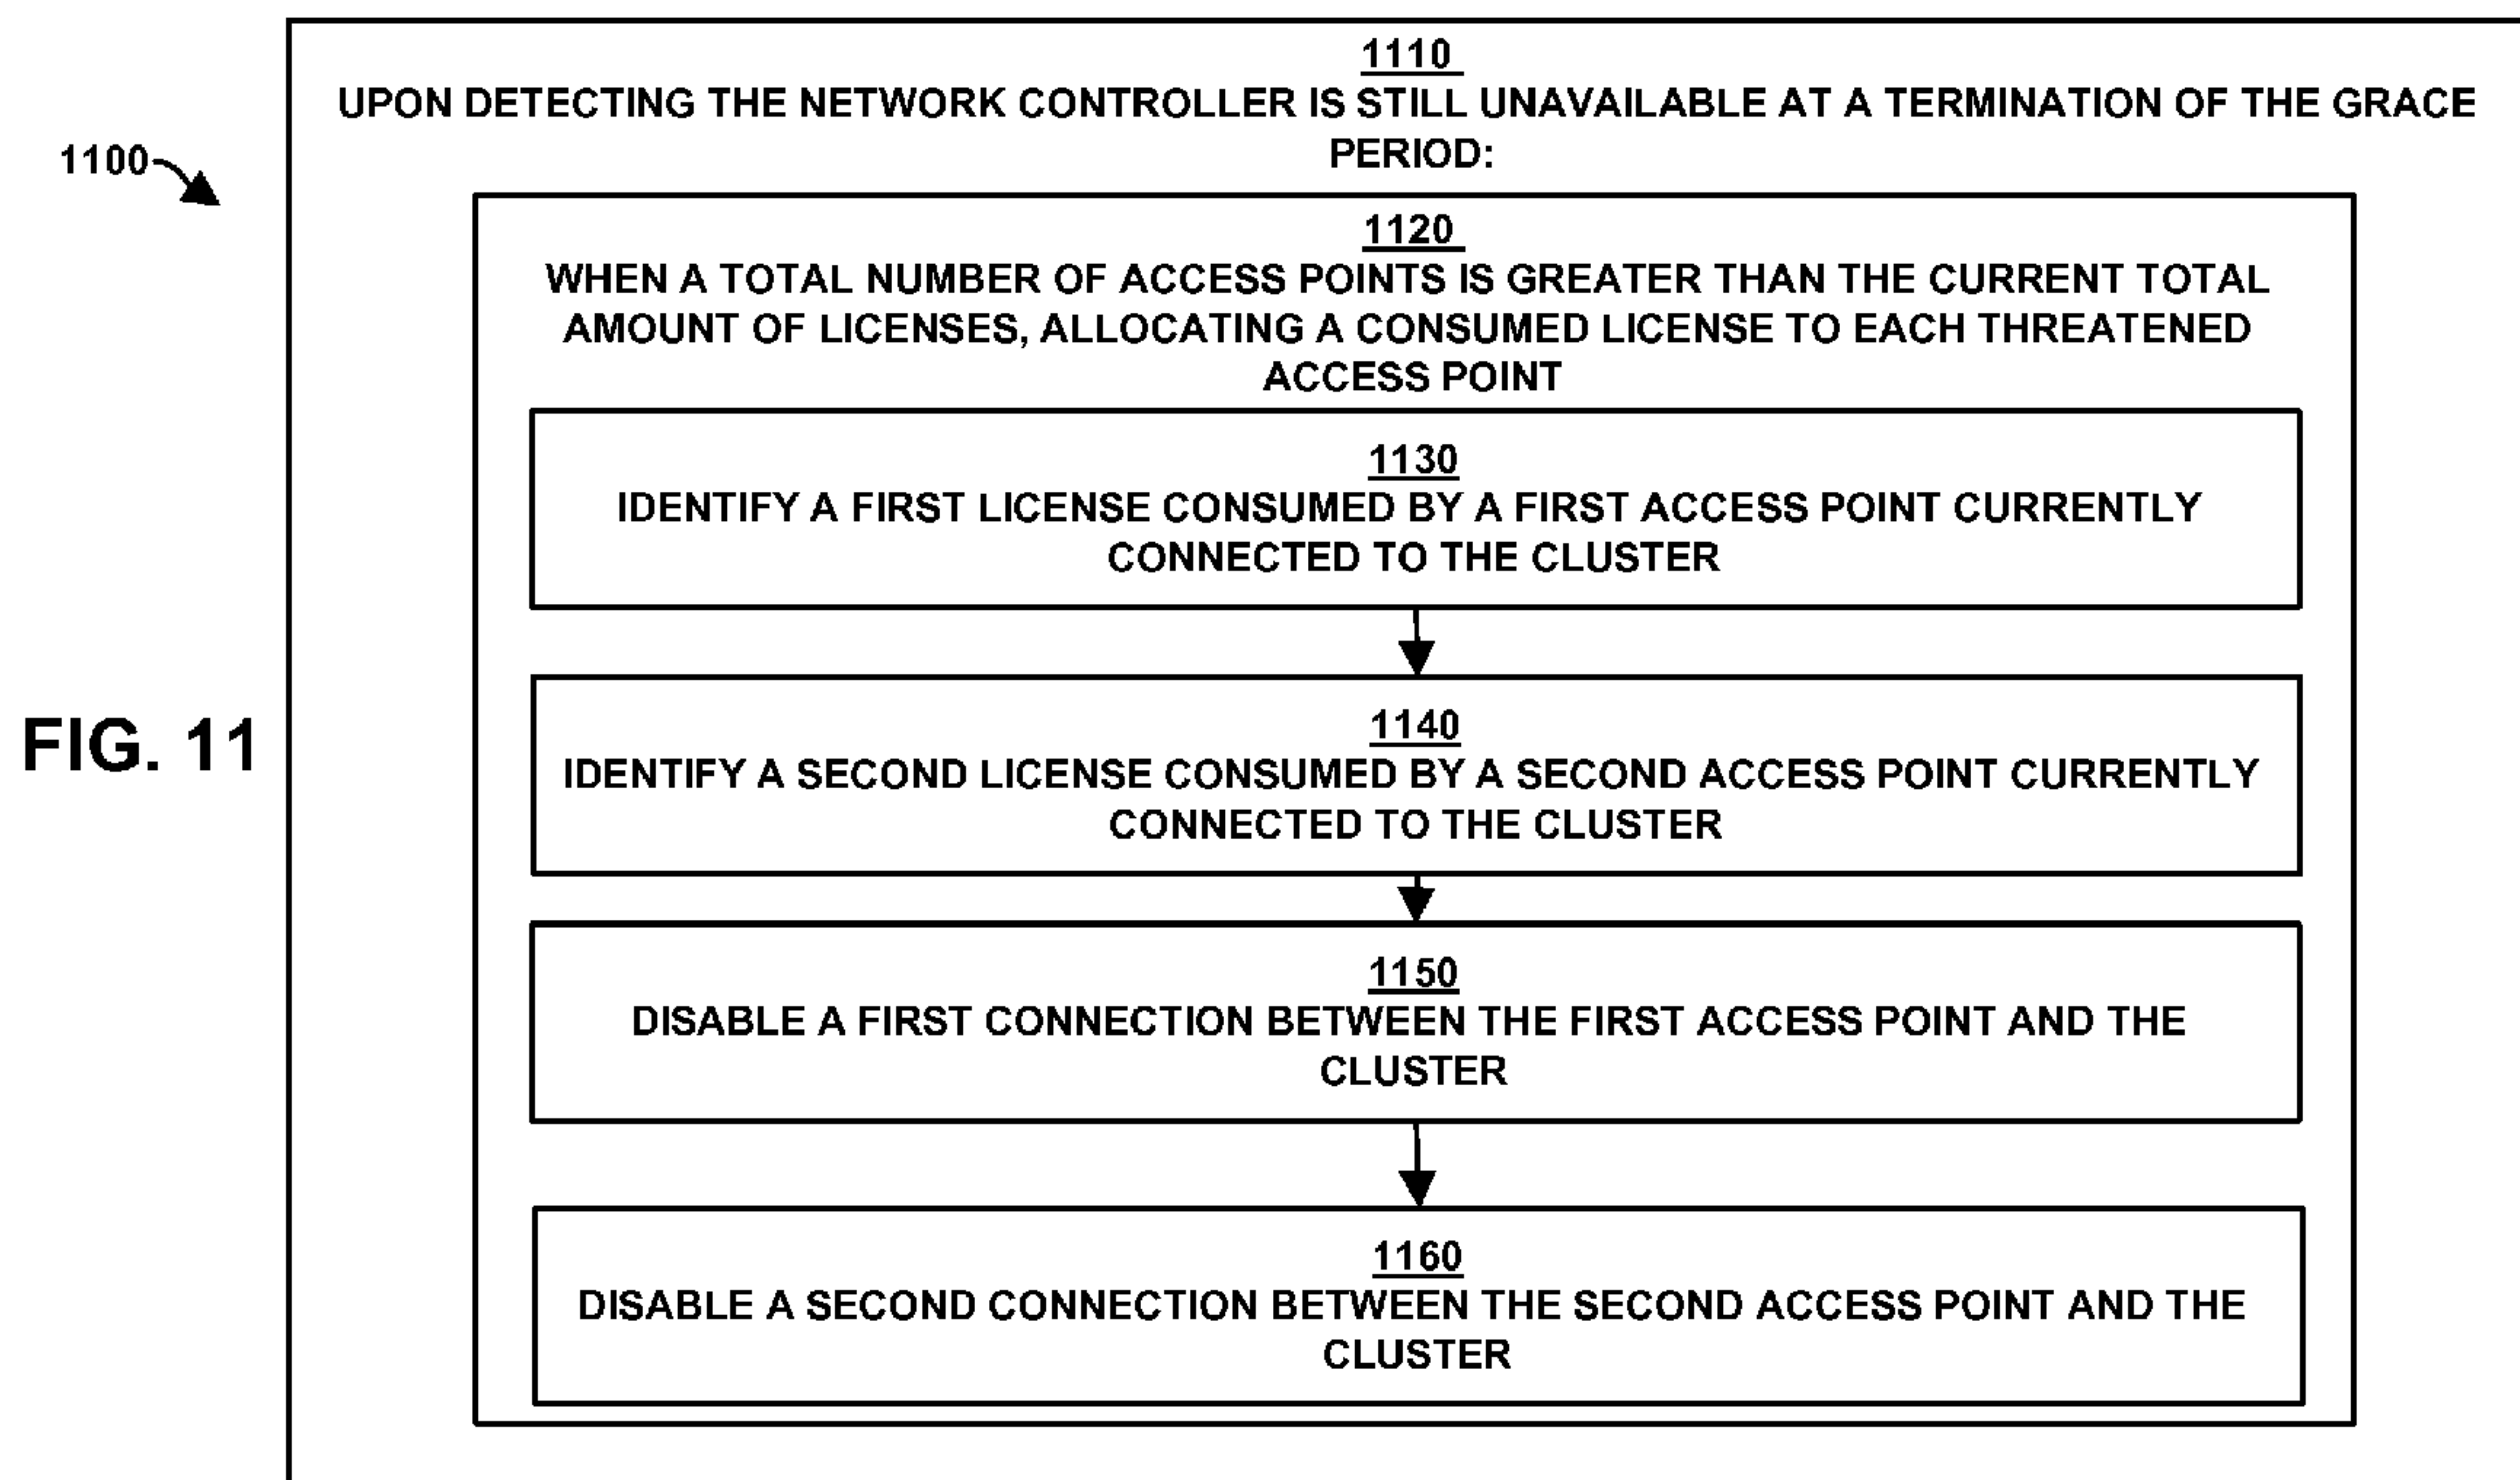 1110
UPON DETECTING THE NETWORK CONTROLLER IS STILL UNAVAILABLE AT A TERMINATION OF THE GRACE
PERIOD:
1100
1120
WHEN A TOTAL NUMBER OF ACCESS POINTS IS GREATER THAN THE CURRENT TOTAL
AMOUNT OF LICENSES, ALLOCATING A CONSUMED LICENSE TO EACH THREATENED
ACCESS POINT
1130
IDENTIFY A FIRST LICENSE CONSUMED BY A FIRST ACCESS POINT CURRENTLY
CONNECTED TO THE CLUSTER
1140
IDENTIFY A SECOND LICENSE CONSUMED BY A SECOND ACCESS POINT CURRENTLY
CONNECTED TO THE CLUSTER
FIG. 11
1150
DISABLE A FIRST CONNECTION BETWEEN THE FIRST ACCESS POINT AND THE
CLUSTER
1160
DISABLE A SECOND CONNECTION BETWEEN THE SECOND ACCESS POINT AND THE
CLUSTER